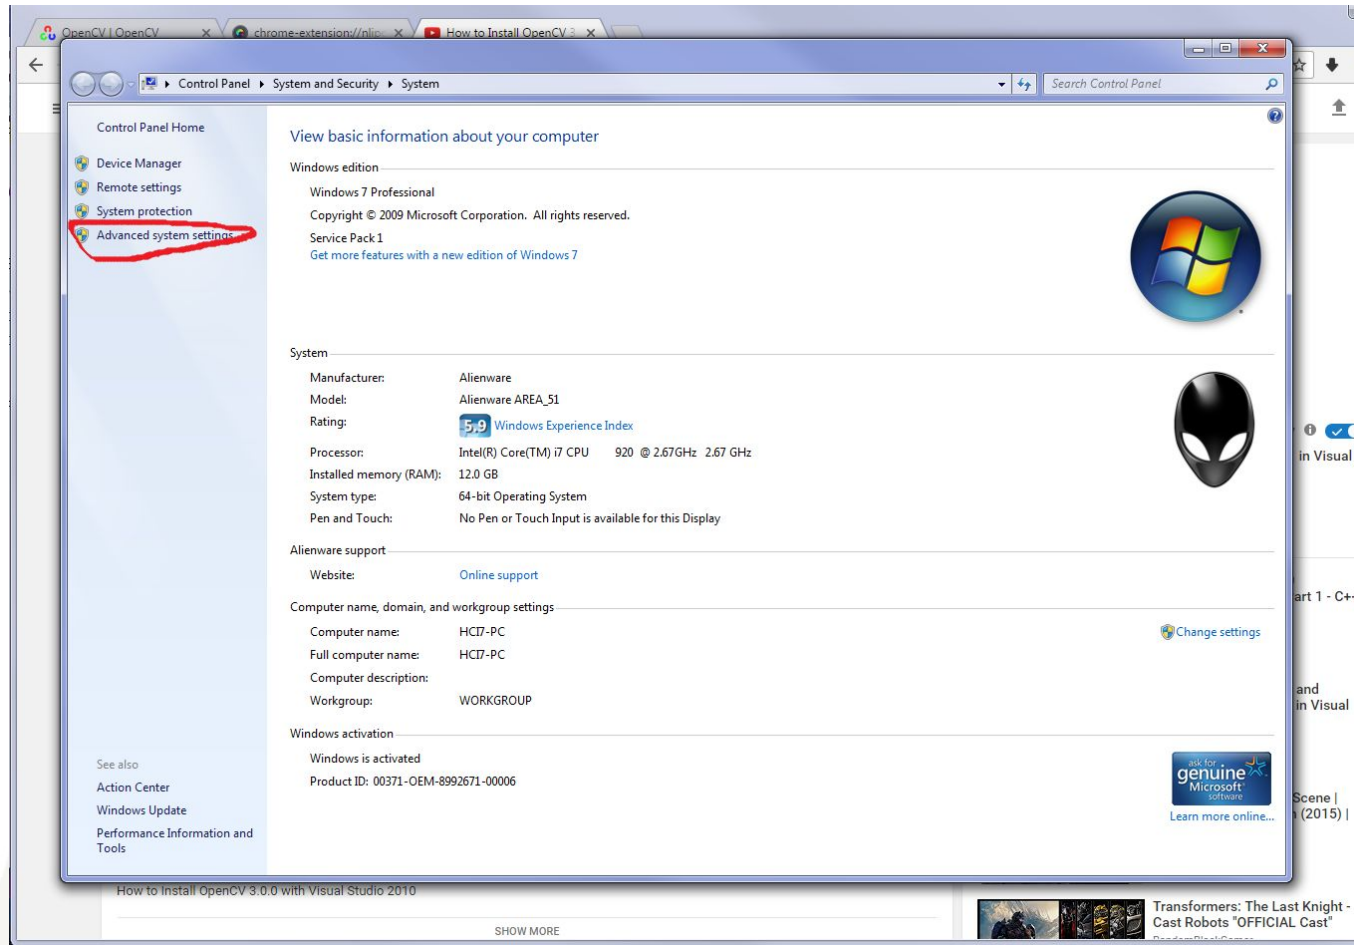 OpenCV | OpenCV
chrome-extension://nlipc
How to Install OpenCV 3
Control Panel
System and Security
System
Search Control Panel
Control Panel Home
Device Manager
Remote settings
System protection
Advanced system settings
View basic information about your computer
Windows edition
Windows 7 Professional
Copyright © 2009 Microsoft Corporation. All rights reserved.
Service Pack 1
Get more features with a new edition of Windows 7
System
Manufacturer: Alienware
Model: Alienware AREA_51
Rating: 5.9 Windows Experience Index
Processor: Intel(R) Core(TM) i7 CPU 920 @ 2.67GHz 2.67 GHz
Installed memory (RAM): 12.0 GB
System type: 64-bit Operating System
Pen and Touch: No Pen or Touch Input is available for this Display
Alienware support
Website: Online support
Computer name, domain, and workgroup settings
Computer name: HCI7-PC
Change settings
Full computer name: HCI7-PC
Computer description:
Workgroup: WORKGROUP
Windows activation
Windows is activated
Product ID: 00371-OEM-8992671-00006
ask for
genuine
Microsoft
software
Learn more online...
See also
Action Center
Windows Update
Performance Information and
Tools
in Visual
art 1 - C+
and
in Visual
Scene |
(2015) |
How to Install OpenCV 3.0.0 with Visual Studio 2010
SHOW MORE
Transformers: The Last Knight -
Cast Robots "OFFICIAL Cast"